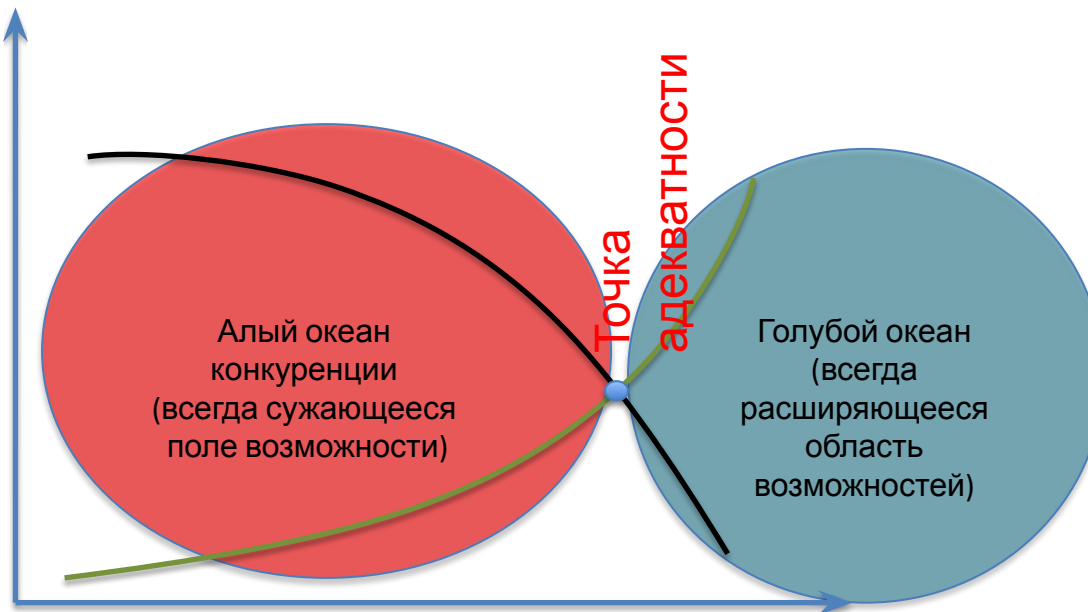 Точка
адекватности
Алый океан
конкуренции
(всегда сужающееся
поле возможности)
Голубой океан
(всегда
расширяющееся
область
возможностей)